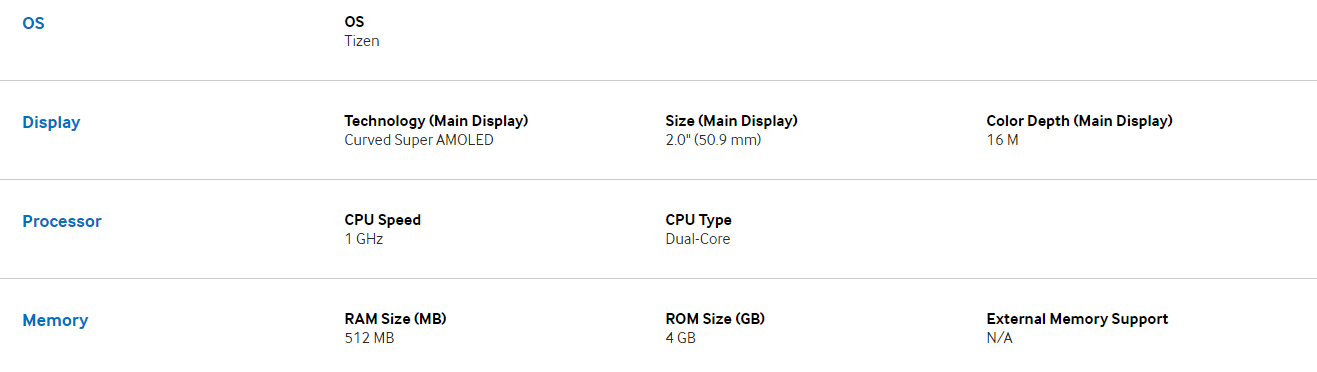 OS
OS
Tizen
Display
Technology (Main Display)
Curved Super AMOLED
Size (Main Display)
2.0" (50.9 mm)
Color Depth (Main Display)
16 M
Processor
CPU Speed
1 GHz
CPU Type
Dual-Core
Memory
RAM Size (MB)
512 MB
ROM Size (GB)
4 GB
External Memory Support
N/A